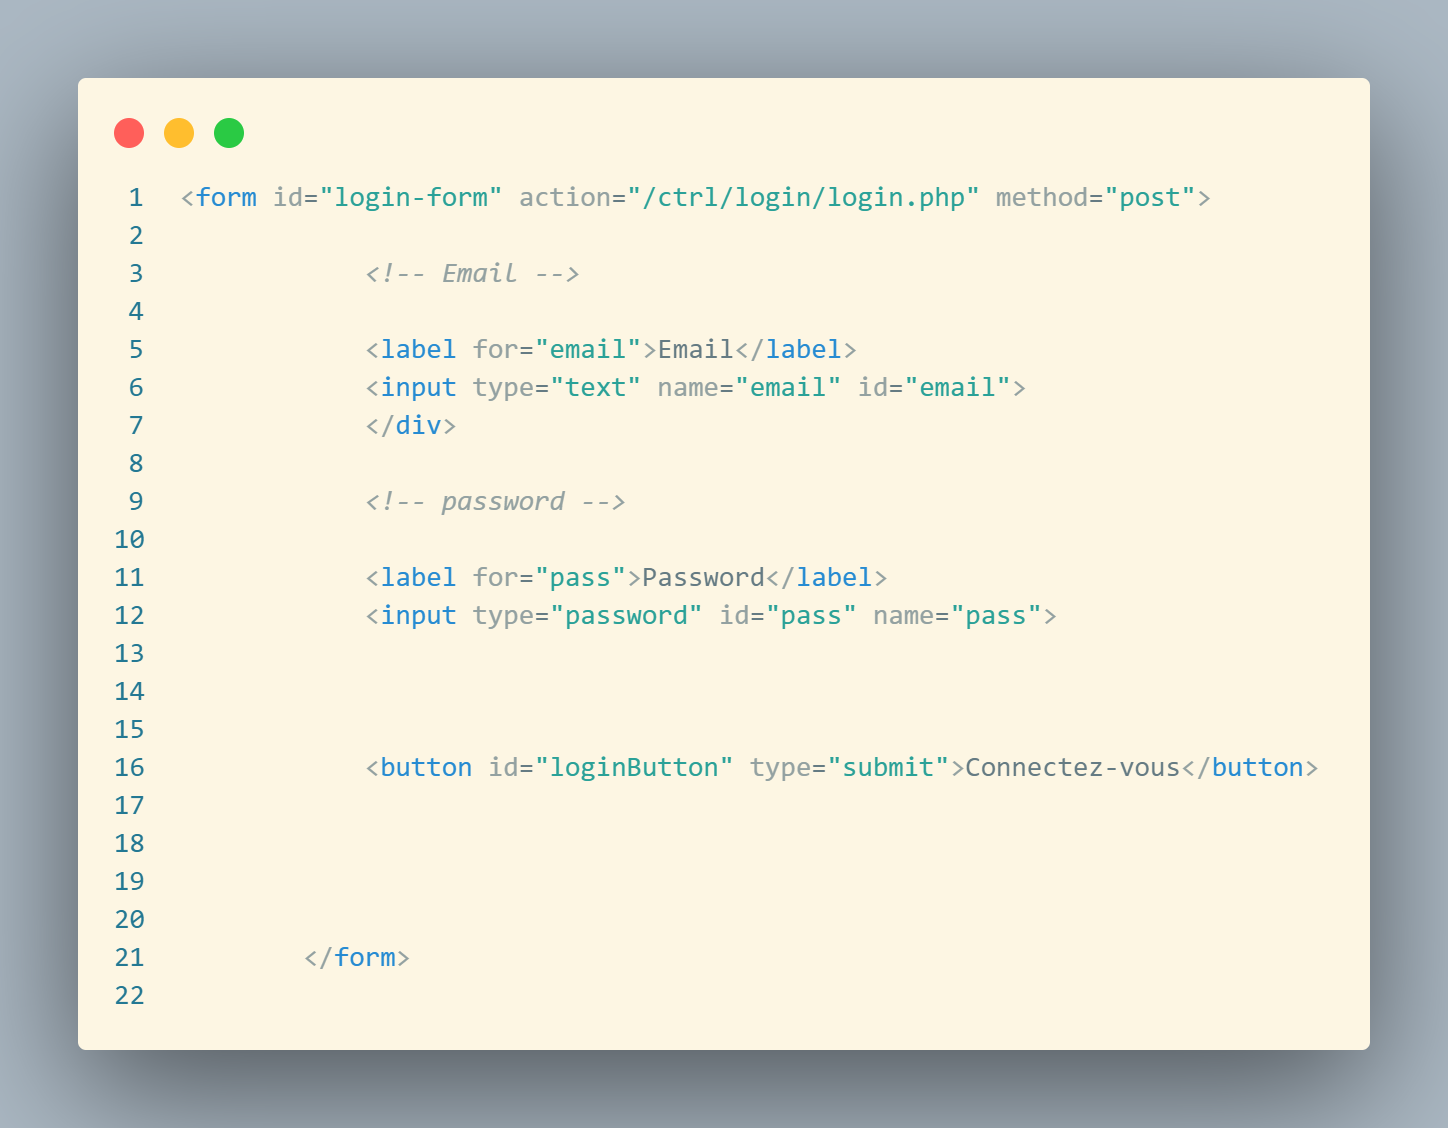 1 <form id="login-form" action="/ctrl/login/login.php" method="post">
2
3 <!-- Email -->
4
5 <label for="email">Email</label>
6 <input type="text" name="email" id="email">
7 </div>
8
9 <!-- password -->
10
11 <label for="pass">Password</label>
12 <input type="password" id="pass" name="pass">
13
14
15
16 <button id="loginButton" type="submit">Connectez-vous</button>
17
18
19
20
21 </form>
22